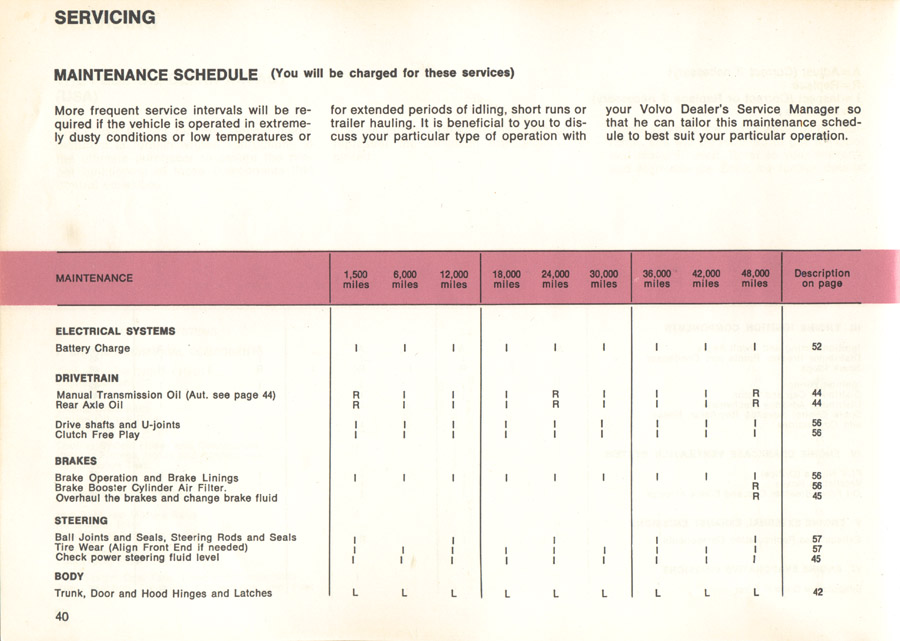 SERVICING
MAINTENANCE SCHEDULE (You will be charged for these services)
More frequent service intervals will be re-
quired if the vehicle is operated in extreme-
ly dusty conditions or low temperatures or
for extended periods of idling, short runs or
trailer hauling. It is beneficial to you to dis-
cuss your particular type of operation with
your Volvo Dealer's Service Manager so
that he can tailor this maintenance sched-
ule to best suit your particular operation.
MAINTENANCE 1,500 miles 6,000 miles 12,000 miles 18,000 miles 24,000 miles 30,000 miles 36,000 miles 42,000 miles 48,000 miles Description on page
ELECTRICAL SYSTEMS
Battery Charge I I I I I I I I I 52
DRIVETRAIN
Manual Transmission Oil (Aut. see page 44) R I I I R I I I R 44
Rear Axle Oil R I I I R I I I R 44
Drive shafts and U-joints I I I I I I I I I 56
Clutch Free Play I I I I I I I I I 56
BRAKES
Brake Operation and Brake Linings I I I I I I I I I 56
Brake Booster Cylinder Air Filter. R 56
Overhaul the brakes and change brake fluid R 45
STEERING
Ball Joints and Seals, Steering Rods and Seals I I I I I 57
Tire Wear (Align Front End if needed) I I I I I I I I I 57
Check power steering fluid level I I I I I I I I I 45
BODY
Trunk, Door and Hood Hinges and Latches L L L L L L L L L 42
40